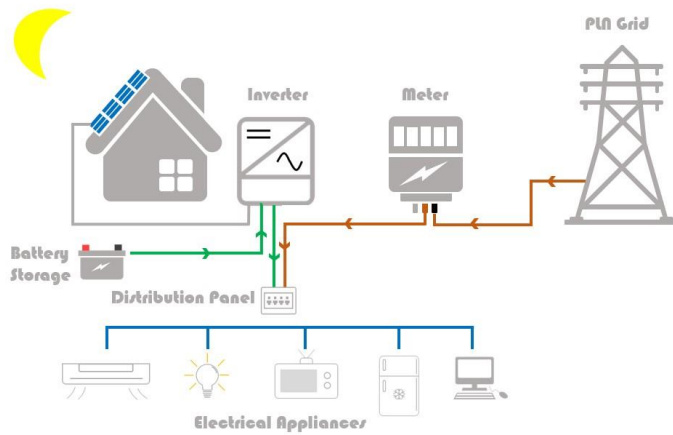 PLN Grid
Inverter
Meter
Battery
Storage
Distribution Panel
Electrical Appliances